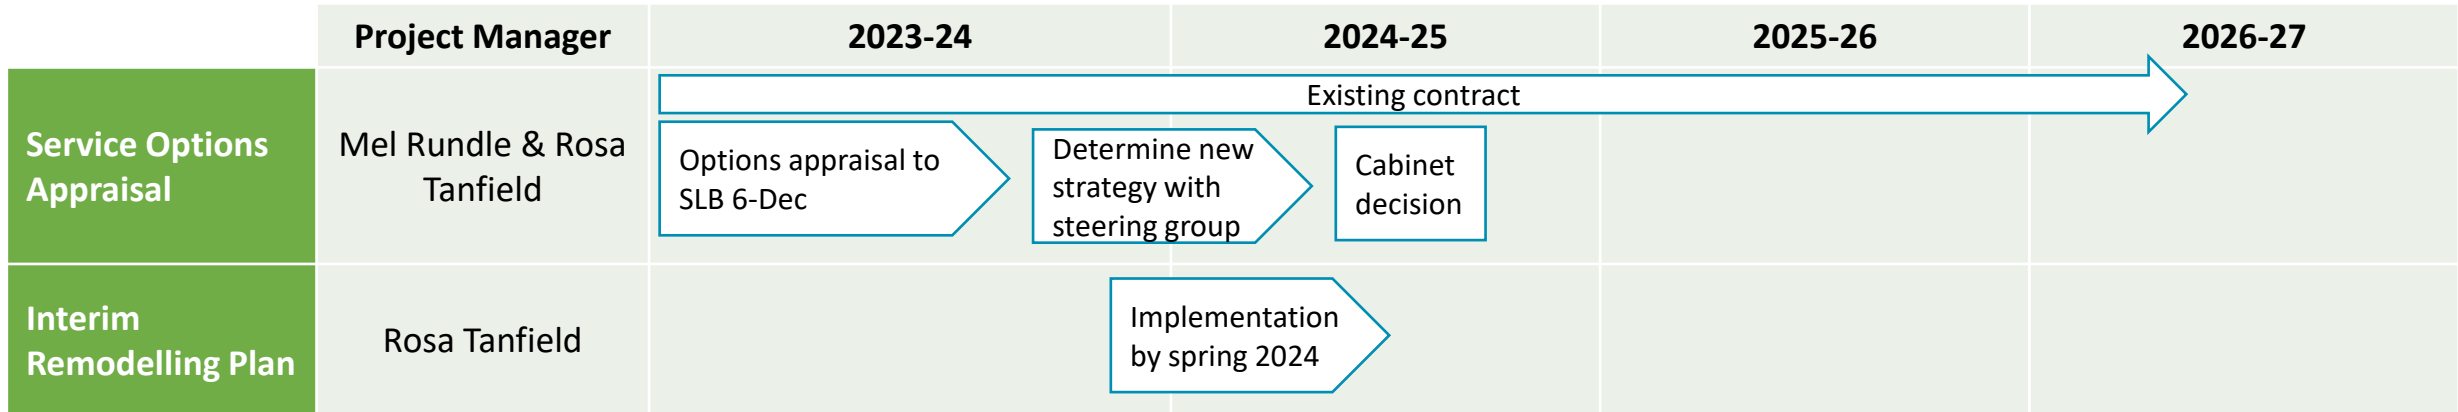 Project Manager 2023-24 2024-25 2025-26 2026-27
Existing contract
Service Options
Appraisal
Mel Rundle & Rosa
Tanfield
Options appraisal to
SLB 6-Dec
Determine new
strategy with
steering group
Cabinet
decision
Interim
Remodelling Plan
Rosa Tanfield
Implementation
by spring 2024